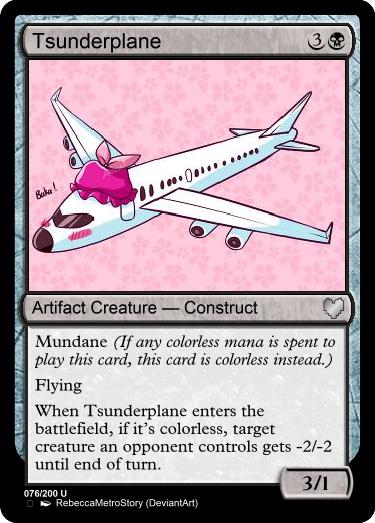 Tsunderplane 3
Baka!
Artifact Creature — Construct
Mundane (If any colorless mana is spent to
play this card, this card is colorless instead.)
Flying
When Tsunderplane enters the
battlefield, if it's colorless, target
creature an opponent controls gets -2/-2
until end of turn.
3/1
076/200 U
RebeccaMetroStory (DeviantArt)